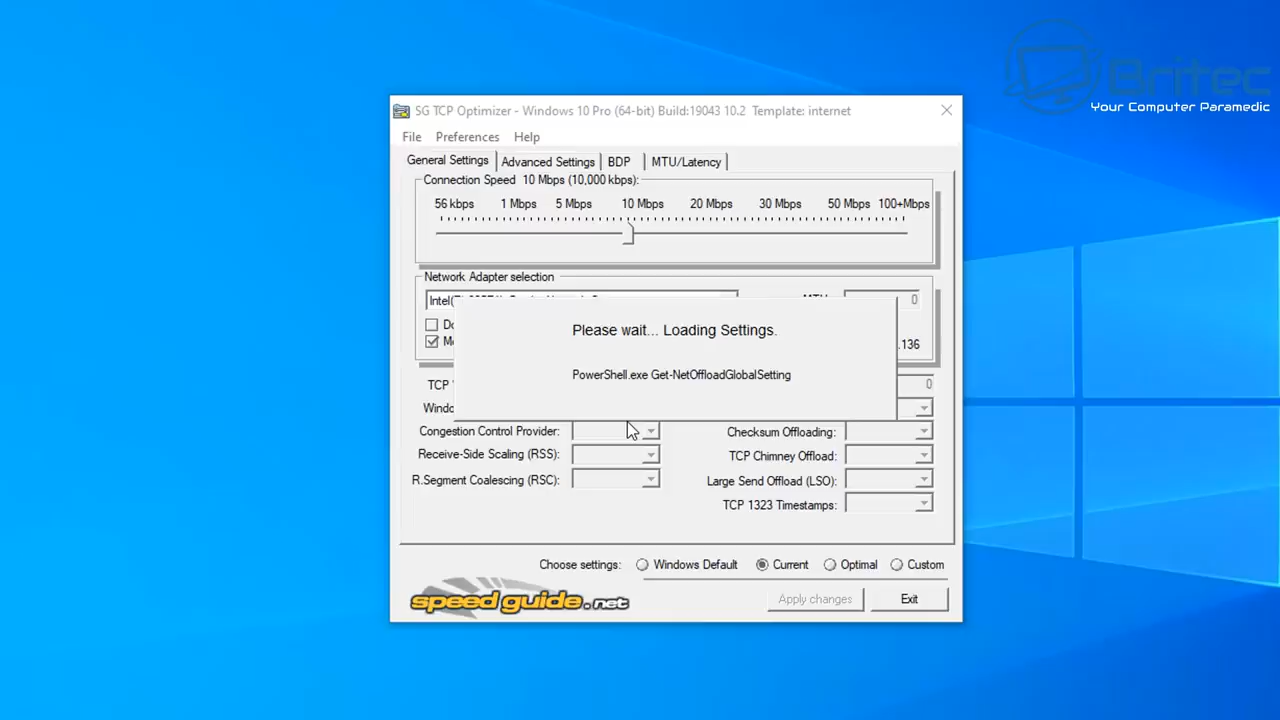 Britec
Your Computer Paramedic
SG TCP Optimizer - Windows 10 Pro (64-bit) Build:19043 10.2 Template: internet
File Preferences Help
General Settings Advanced Settings BDP MTU/Latency
Connection Speed 10 Mbps (10,000 kbps):
56 kbps 1 Mbps 5 Mbps 10 Mbps 20 Mbps 30 Mbps 50 Mbps 100+Mbps
Network Adapter selection
0
Please wait... Loading Settings.
.136
PowerShell.exe Get-NetOffloadGlobalSetting
TCP 0
Congestion Control Provider: Checksum Offloading:
Receive-Side Scaling (RSS): TCP Chimney Offload:
R.Segment Coalescing (RSC): Large Send Offload (LSO):
TCP 1323 Timestamps:
Choose settings: Windows Default Current Optimal Custom
speed guide.net Apply changes Exit